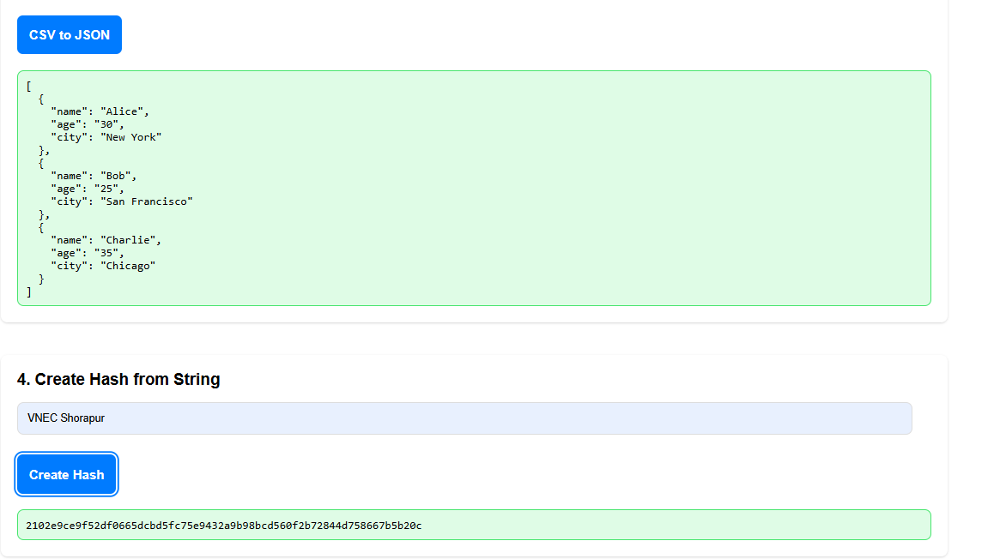 CSV to JSON
[
  {
    "name": "Alice",
    "age": "30",
    "city": "New York"
  },
  {
    "name": "Bob",
    "age": "25",
    "city": "San Francisco"
  },
  {
    "name": "Charlie",
    "age": "35",
    "city": "Chicago"
  }
]
4. Create Hash from String
VNEC Shorapur
Create Hash
2102e9ce9f52df0665dcbd5fc75e9432a9b98bcd560f2b72844d758667b5b20c